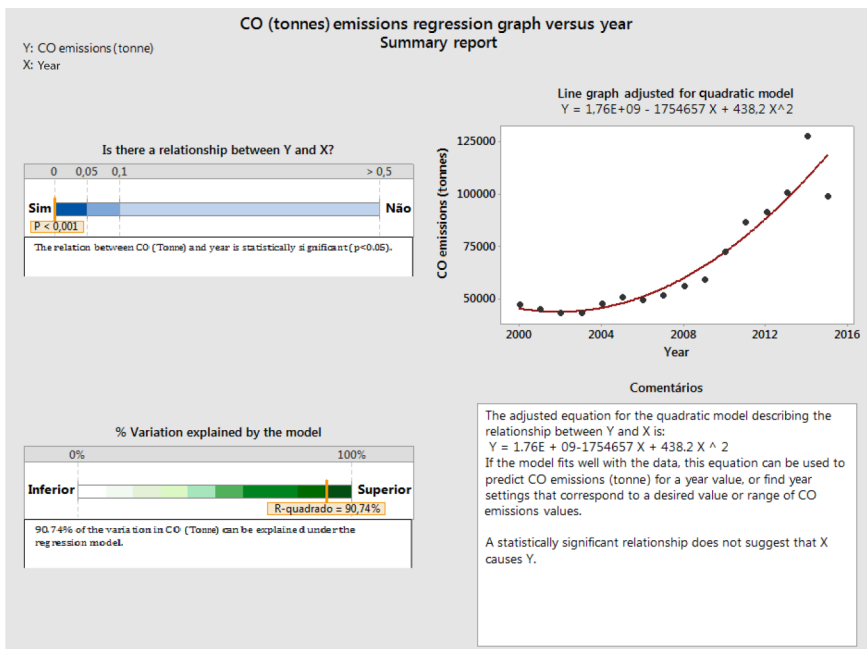 CO (tonnes) emissions regression graph versus year
Summary report
Y: CO emissions (tonne)
X: Year
Is there a relationship between Y and X?
0 0,05 0,1 > 0,5
Sim Não
P < 0,001
The relation between CO (Tonne) and year is statistically significant (p<0.05).
Line graph adjusted for quadratic model
Y = 1,76E+09 - 1754657 X + 438,2 X^2
CO emissions (tonnes)
125000
100000
75000
50000
2000 2004 2008 2012 2016
Year
% Variation explained by the model
0% 100%
Inferior Superior
R-quadrado = 90,74%
90.74% of the variation in CO (Tonne) can be explained under the
regression model.
Comentários
The adjusted equation for the quadratic model describing the
relationship between Y and X is:
Y = 1.76E + 09-1754657 X + 438.2 X ^ 2
If the model fits well with the data, this equation can be used to
predict CO emissions (tonne) for a year value, or find year
settings that correspond to a desired value or range of CO
emissions values.
A statistically significant relationship does not suggest that X
causes Y.